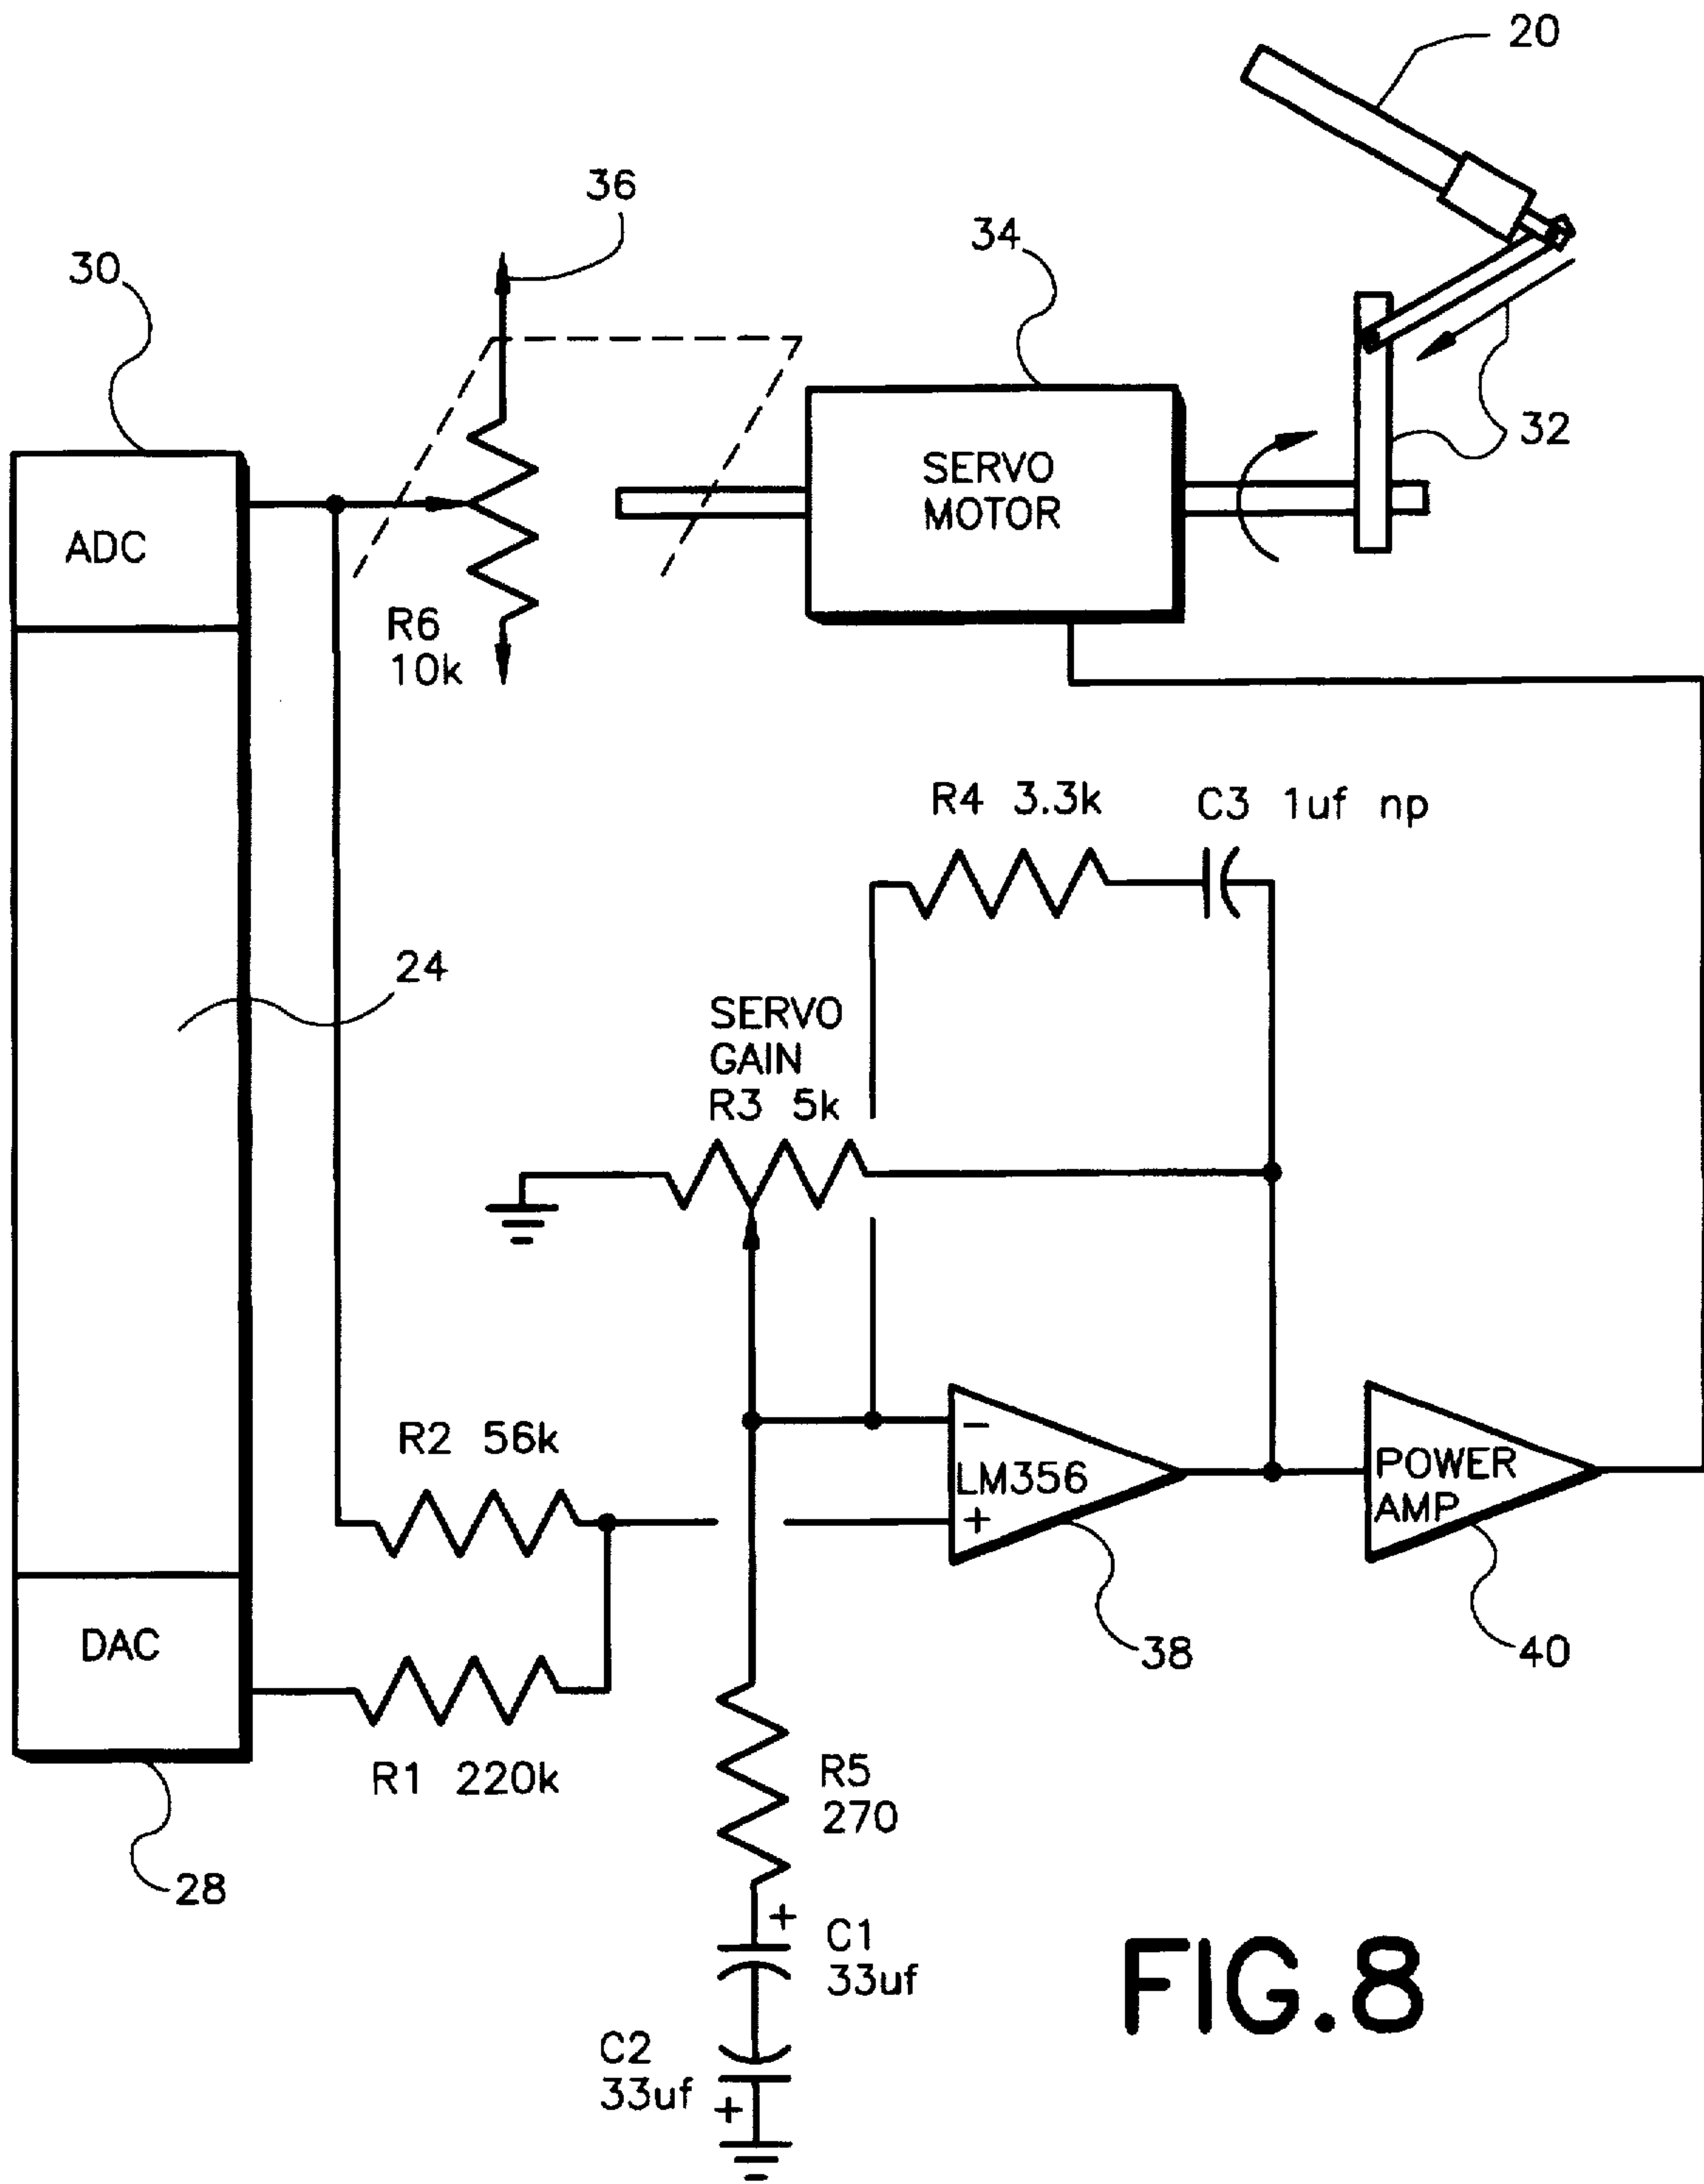 20
36
34
30
32
SERVO
MOTOR
ADC
R6
10k
R4 3.3k
C3 1uf np
24
SERVO
GAIN
R3 5k
R2 56k
−
LM356
+
POWER
AMP
DAC
38
40
R1 220k
R5
270
28
+
C1
33uf
C2
33uf
+
FIG.8